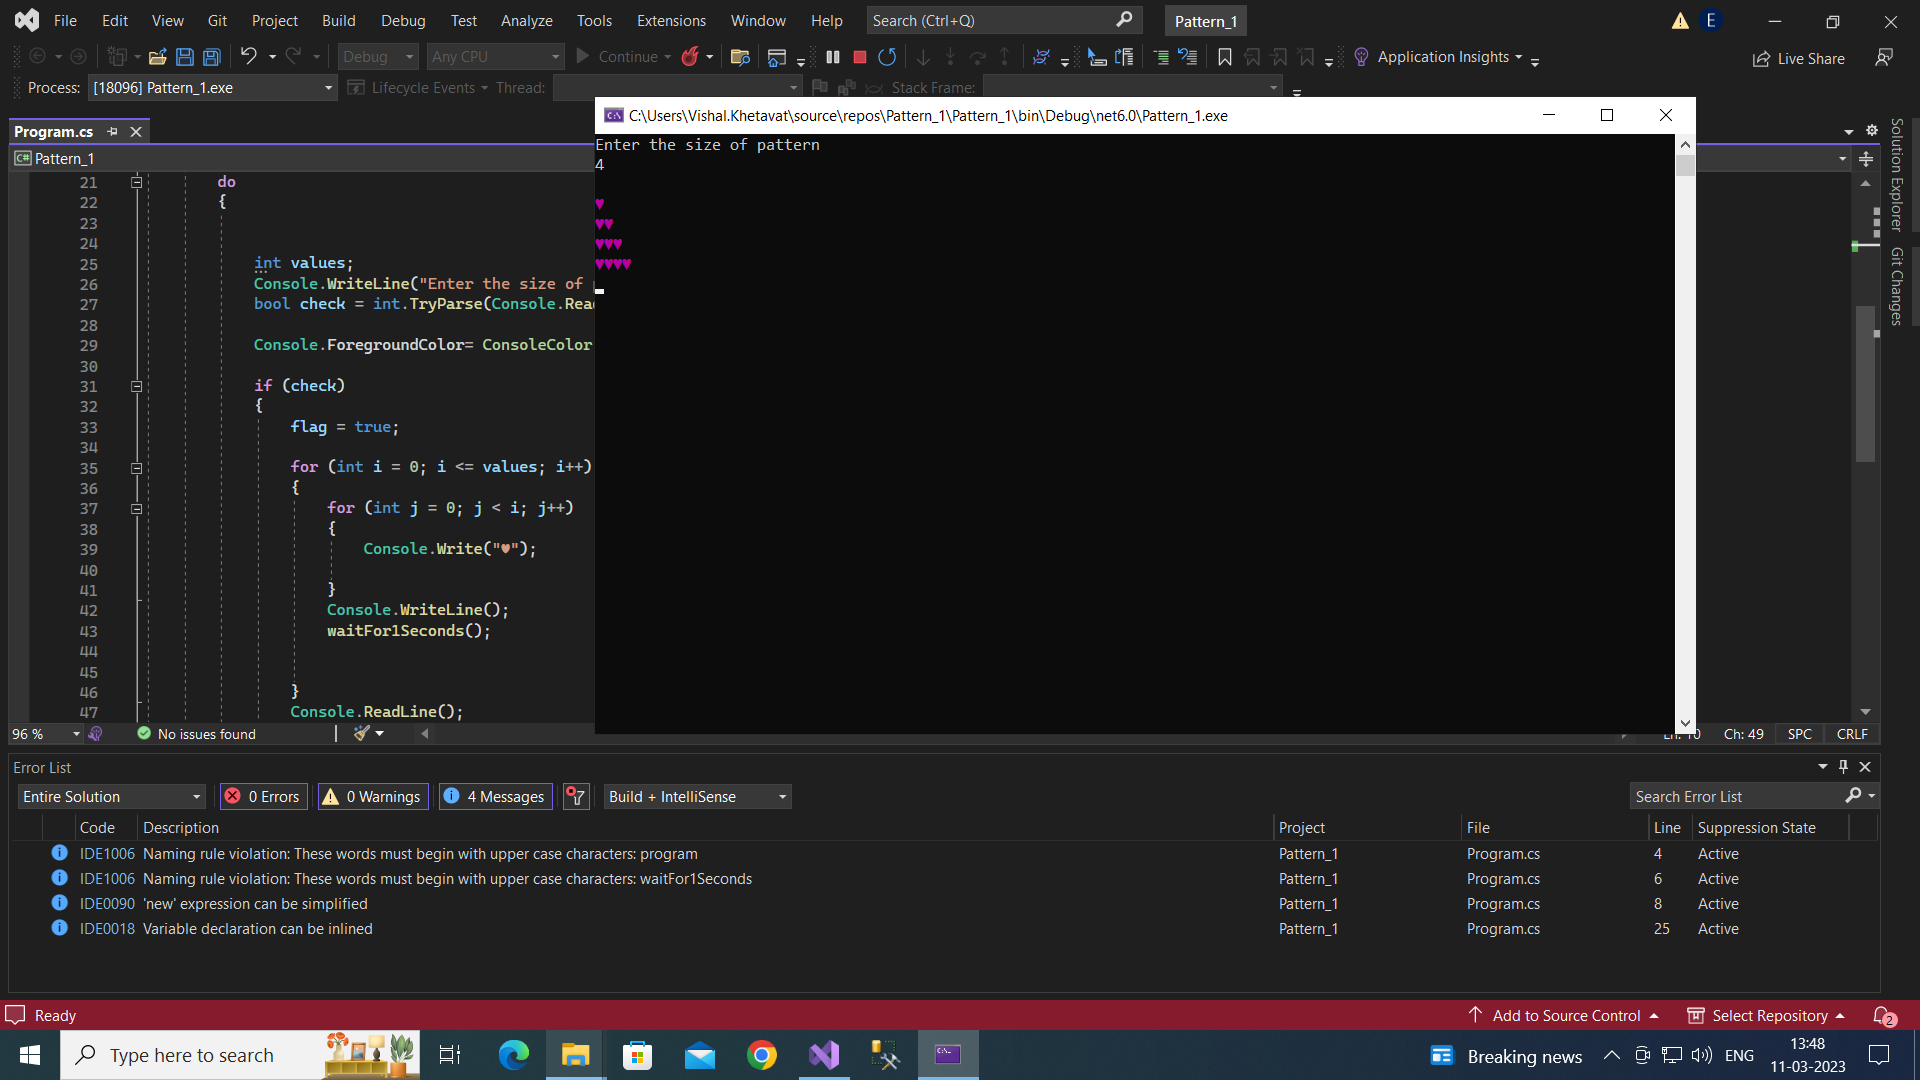 File Edit View Git Project Build Debug Test Analyze Tools Extensions Window Help Search (Ctrl+Q) Pattern_1 E
Debug Any CPU Continue Application Insights Live Share
Process: [18096] Pattern_1.exe Lifecycle Events Thread: Stack Frame:
C:\Users\Vishal.Khetavat\source\repos\Pattern_1\Pattern_1\bin\Debug\net6.0\Pattern_1.exe
Enter the size of pattern
4
♥
♥♥
♥♥♥
♥♥♥♥
Program.cs
Pattern_1
21 do
22 {
23
24
25 int values;
26 Console.WriteLine("Enter the size of
27 bool check = int.TryParse(Console.Rea
28
29 Console.ForegroundColor= ConsoleColor
30
31 if (check)
32 {
33 flag = true;
34
35 for (int i = 0; i <= values; i++)
36 {
37 for (int j = 0; j < i; j++)
38 {
39 Console.Write("♥");
40
41 }
42 Console.WriteLine();
43 waitFor1Seconds();
44
45
46 }
47 Console.ReadLine();
Solution Explorer
Git Changes
96 % No issues found Ch: 49 SPC CRLF
Error List
Entire Solution 0 Errors 0 Warnings 4 Messages Build + IntelliSense Search Error List
Code Description Project File Line Suppression State
IDE1006 Naming rule violation: These words must begin with upper case characters: program Pattern_1 Program.cs 4 Active
IDE1006 Naming rule violation: These words must begin with upper case characters: waitFor1Seconds Pattern_1 Program.cs 6 Active
IDE0090 'new' expression can be simplified Pattern_1 Program.cs 8 Active
IDE0018 Variable declaration can be inlined Pattern_1 Program.cs 25 Active
Ready Add to Source Control Select Repository 2
Type here to search Breaking news ENG 13:48
11-03-2023